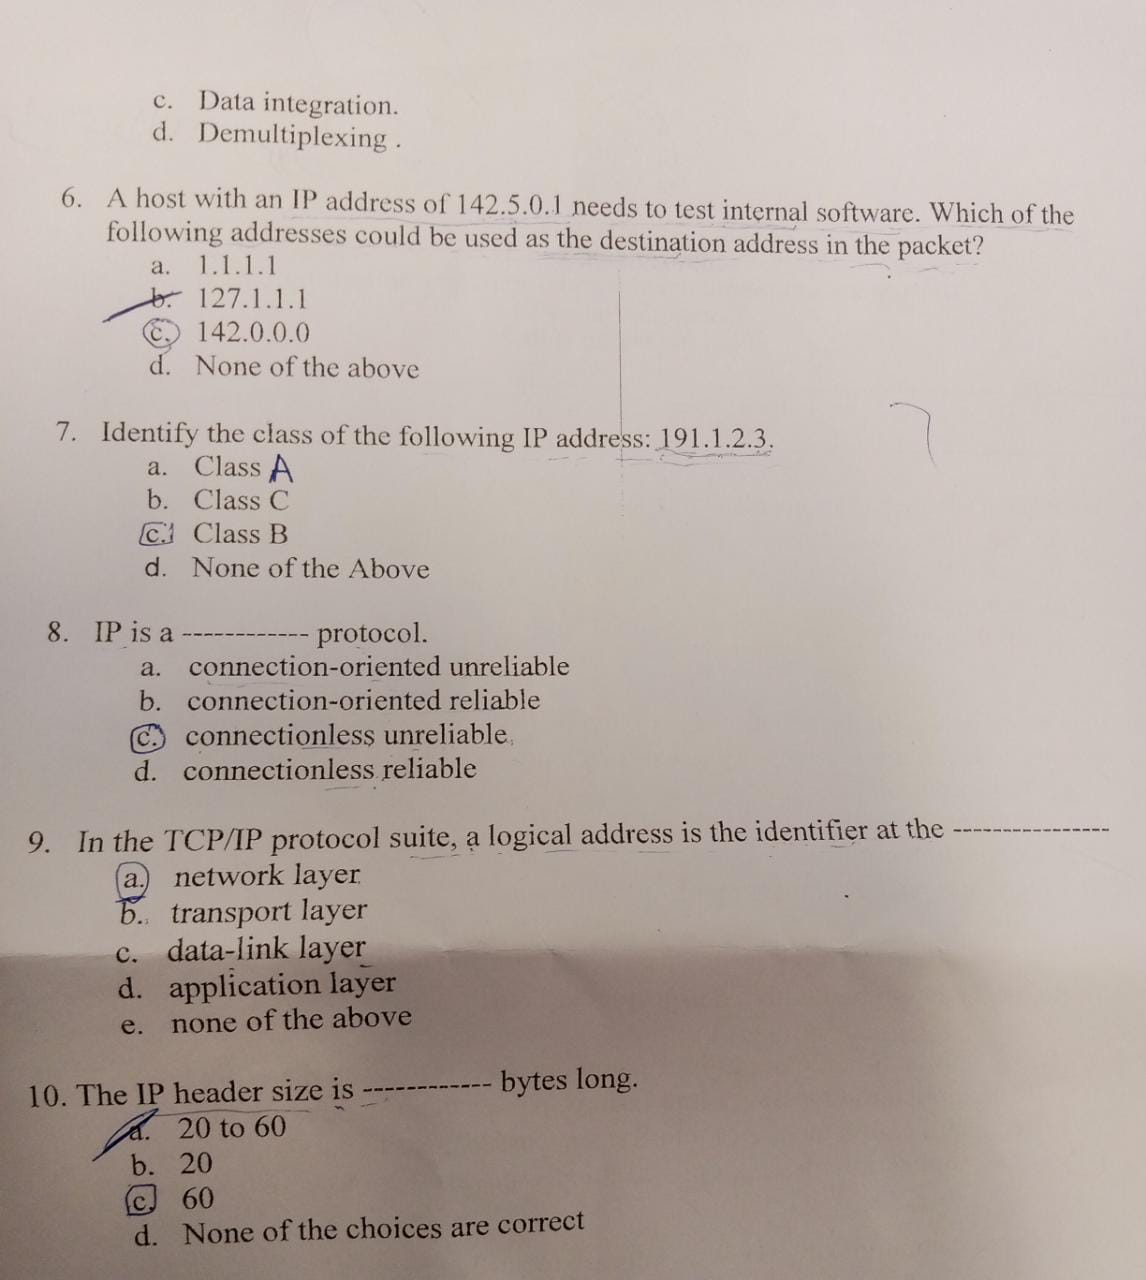 c. Data integration.
d. Demultiplexing .
6. A host with an IP address of 142.5.0.1 needs to test internal software. Which of the
following addresses could be used as the destination address in the packet?
a. 1.1.1.1
b. 127.1.1.1
c. 142.0.0.0
d. None of the above
7. Identify the class of the following IP address: 191.1.2.3.
a. Class A
b. Class C
c. Class B
d. None of the Above
8. IP is a ------------ protocol.
a. connection-oriented unreliable
b. connection-oriented reliable
c. connectionless unreliable
d. connectionless reliable
9. In the TCP/IP protocol suite, a logical address is the identifier at the ----------------
a. network layer
b. transport layer
c. data-link layer
d. application layer
e. none of the above
10. The IP header size is ------------ bytes long.
a. 20 to 60
b. 20
c. 60
d. None of the choices are correct